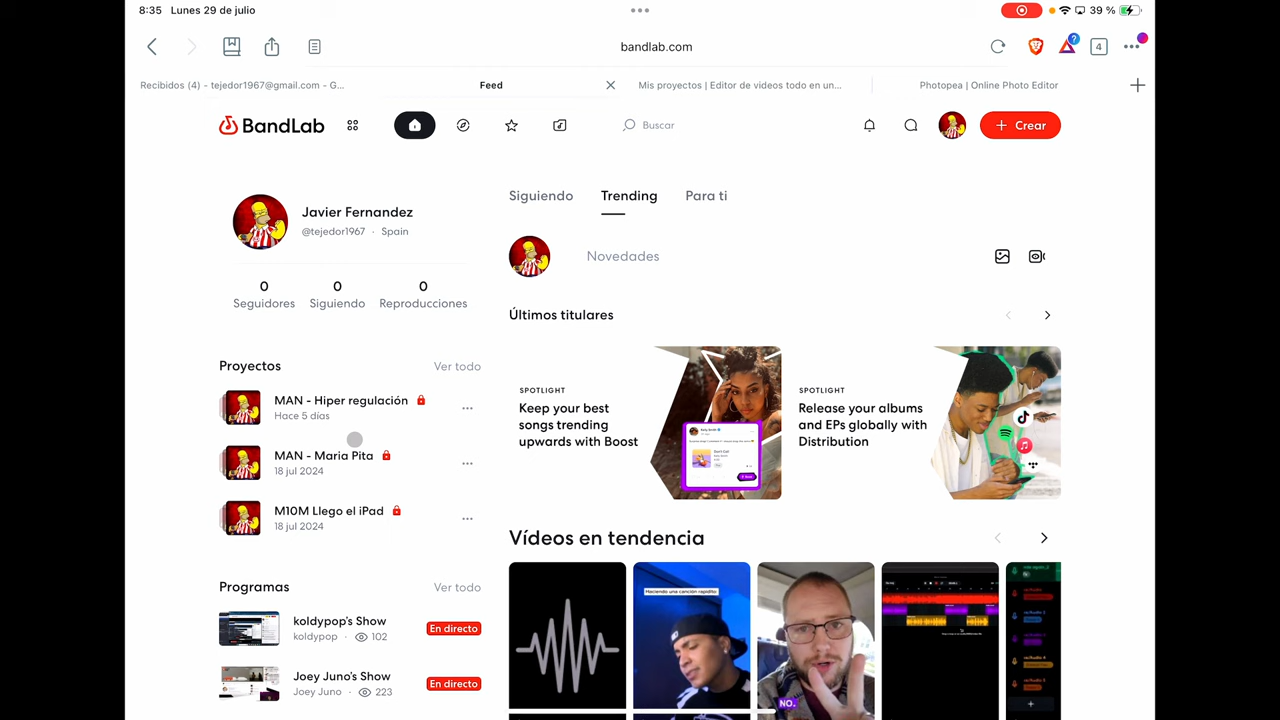 8:35 Lunes 29 de julio
39 %
bandlab.com
?
4
Recibidos (4) - tejedor1967@gmail.com - G...
Feed
Mis proyectos | Editor de videos todo en un...
Photopea | Online Photo Editor
BandLab
Buscar
+ Crear
Javier Fernandez
@tejedor1967 · Spain
0
0
0
Seguidores
Siguiendo
Reproducciones
Proyectos
Ver todo
MAN - Hiper regulación
Hace 5 días
MAN - Maria Pita
18 jul 2024
M10M Llego el iPad
18 jul 2024
Programas
Ver todo
koldypop's Show
koldypop · 102
En directo
Joey Juno's Show
Joey Juno · 223
En directo
Siguiendo
Trending
Para ti
Novedades
Últimos titulares
SPOTLIGHT
Keep your best
songs trending
upwards with Boost
SPOTLIGHT
Release your albums
and EPs globally with
Distribution
Vídeos en tendencia
Haciendo una canción rapidito
NO.